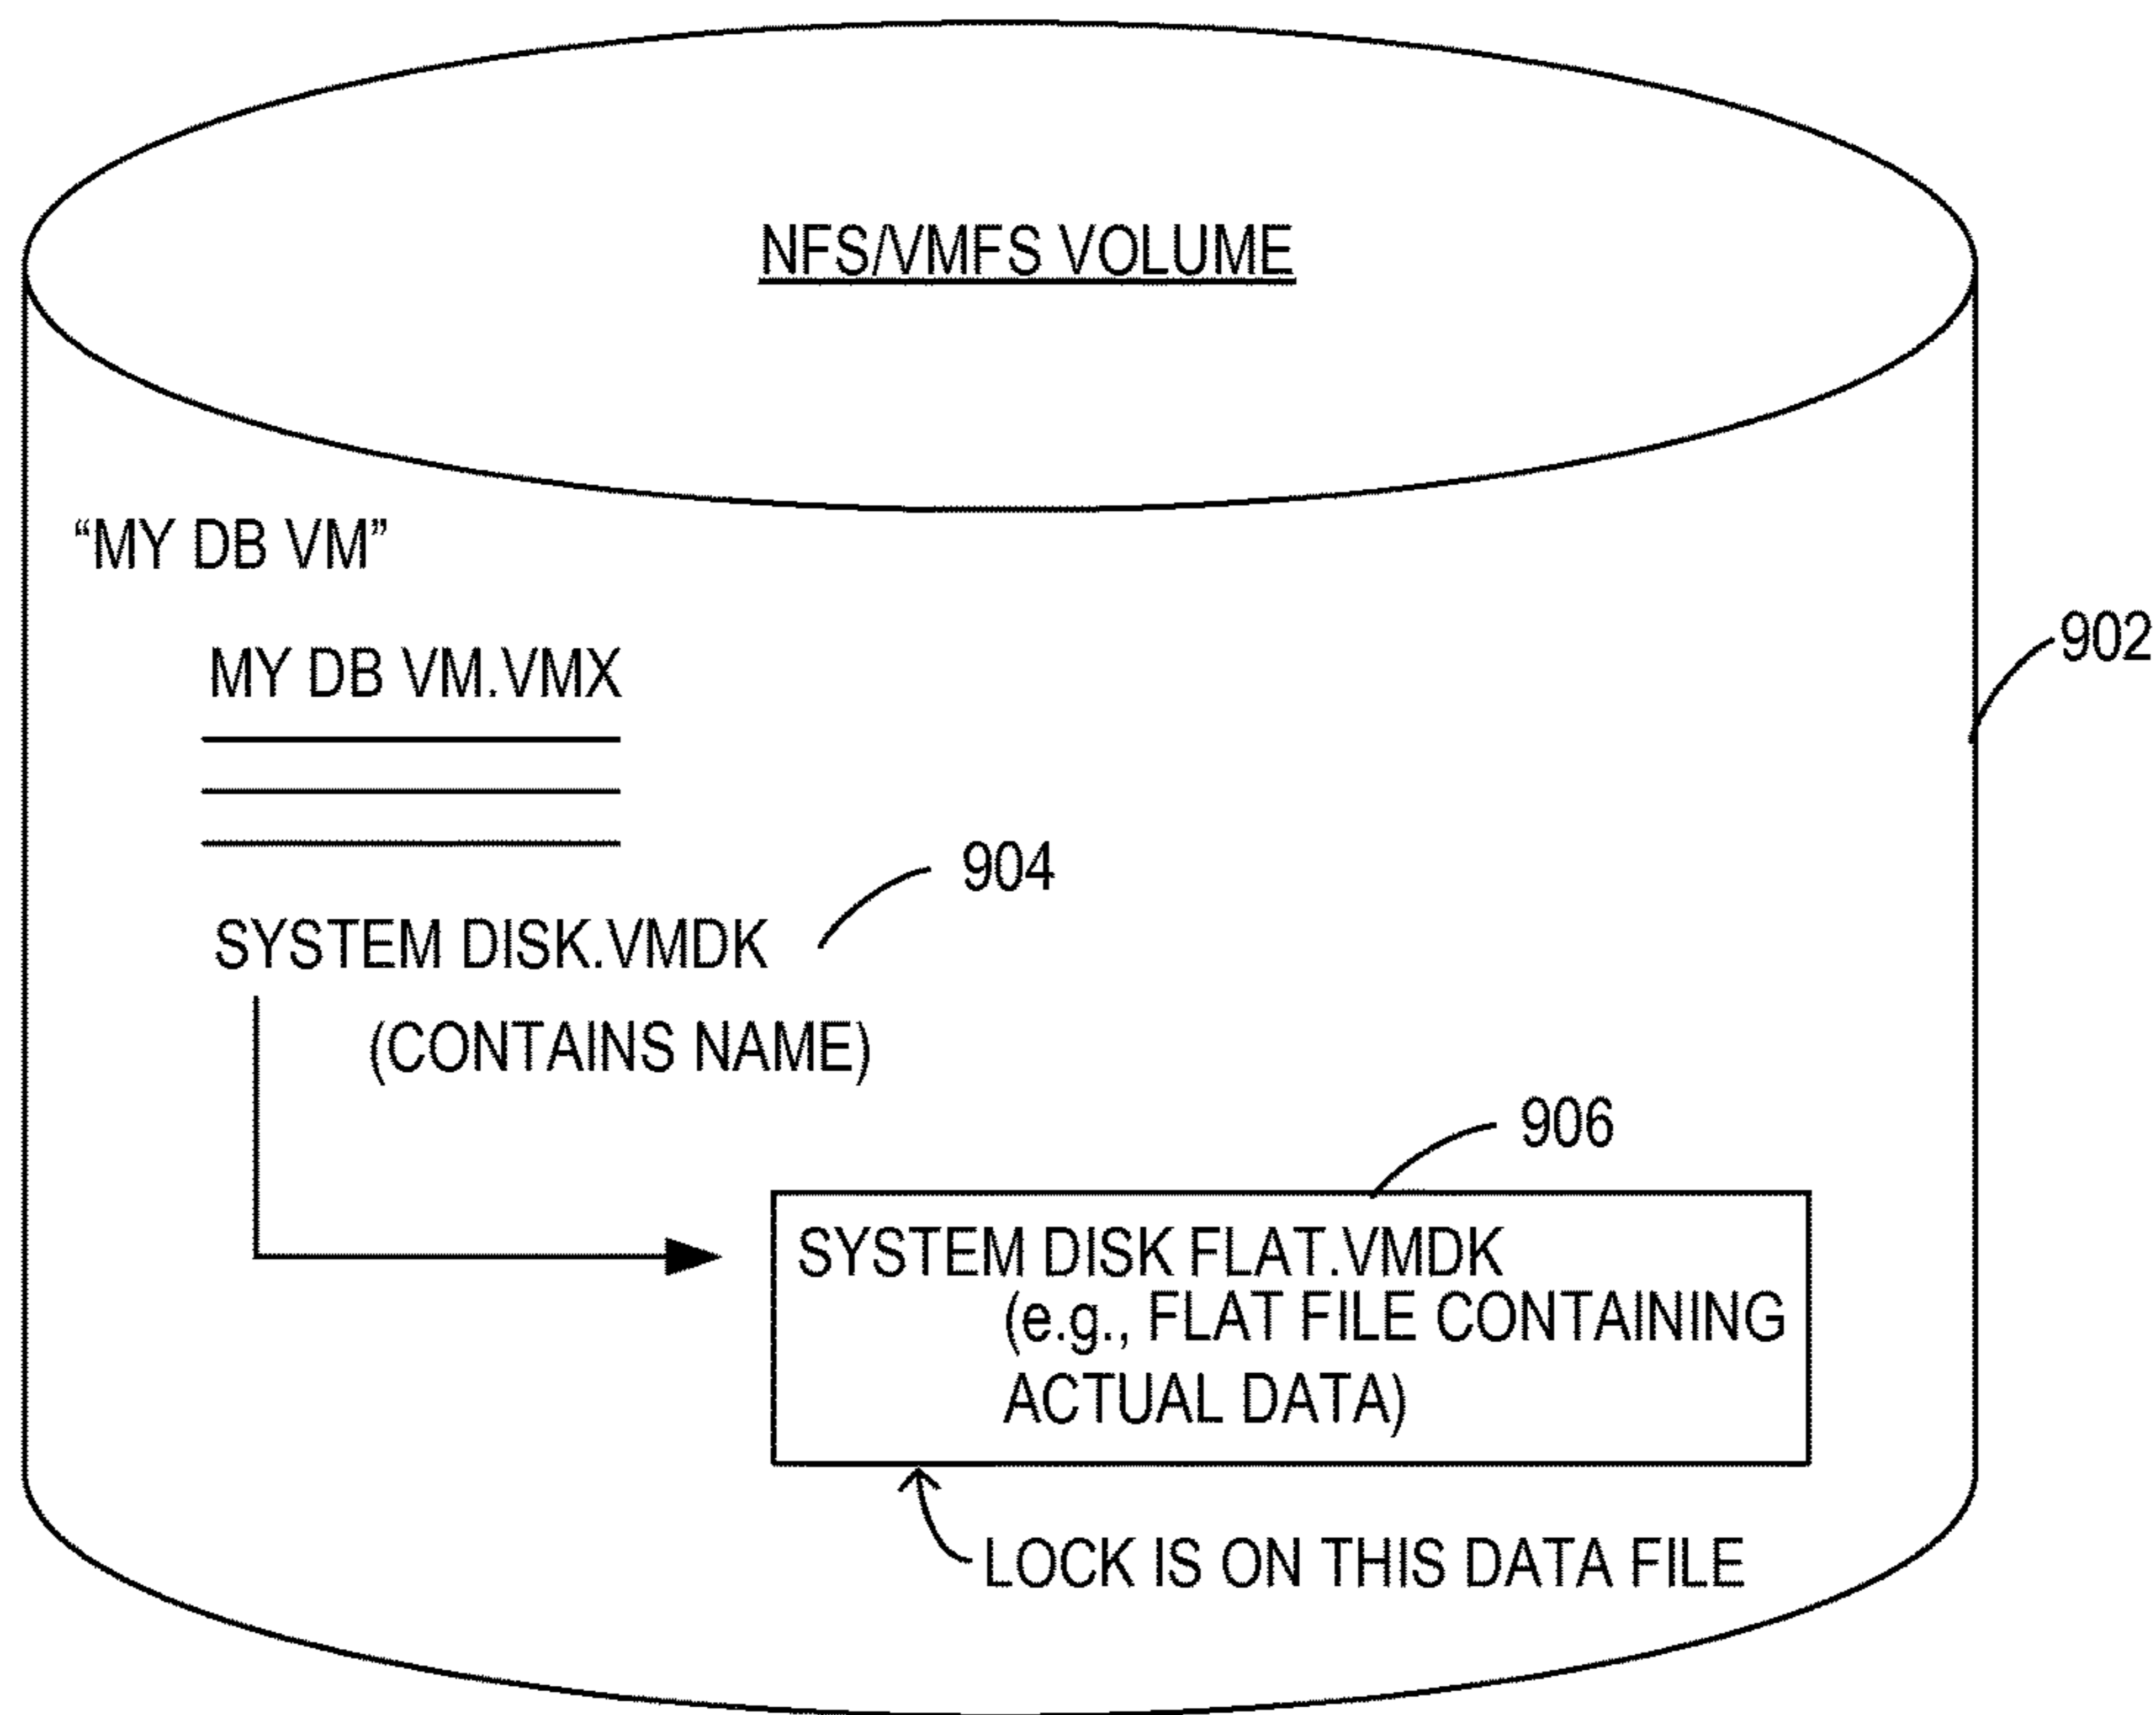 NFS/VMFS VOLUME
“MY DB VM”
MY DB VM.VMX
902
904
SYSTEM DISK.VMDK
(CONTAINS NAME)
906
SYSTEM DISK FLAT.VMDK
(e.g., FLAT FILE CONTAINING
ACTUAL DATA)
LOCK IS ON THIS DATA FILE